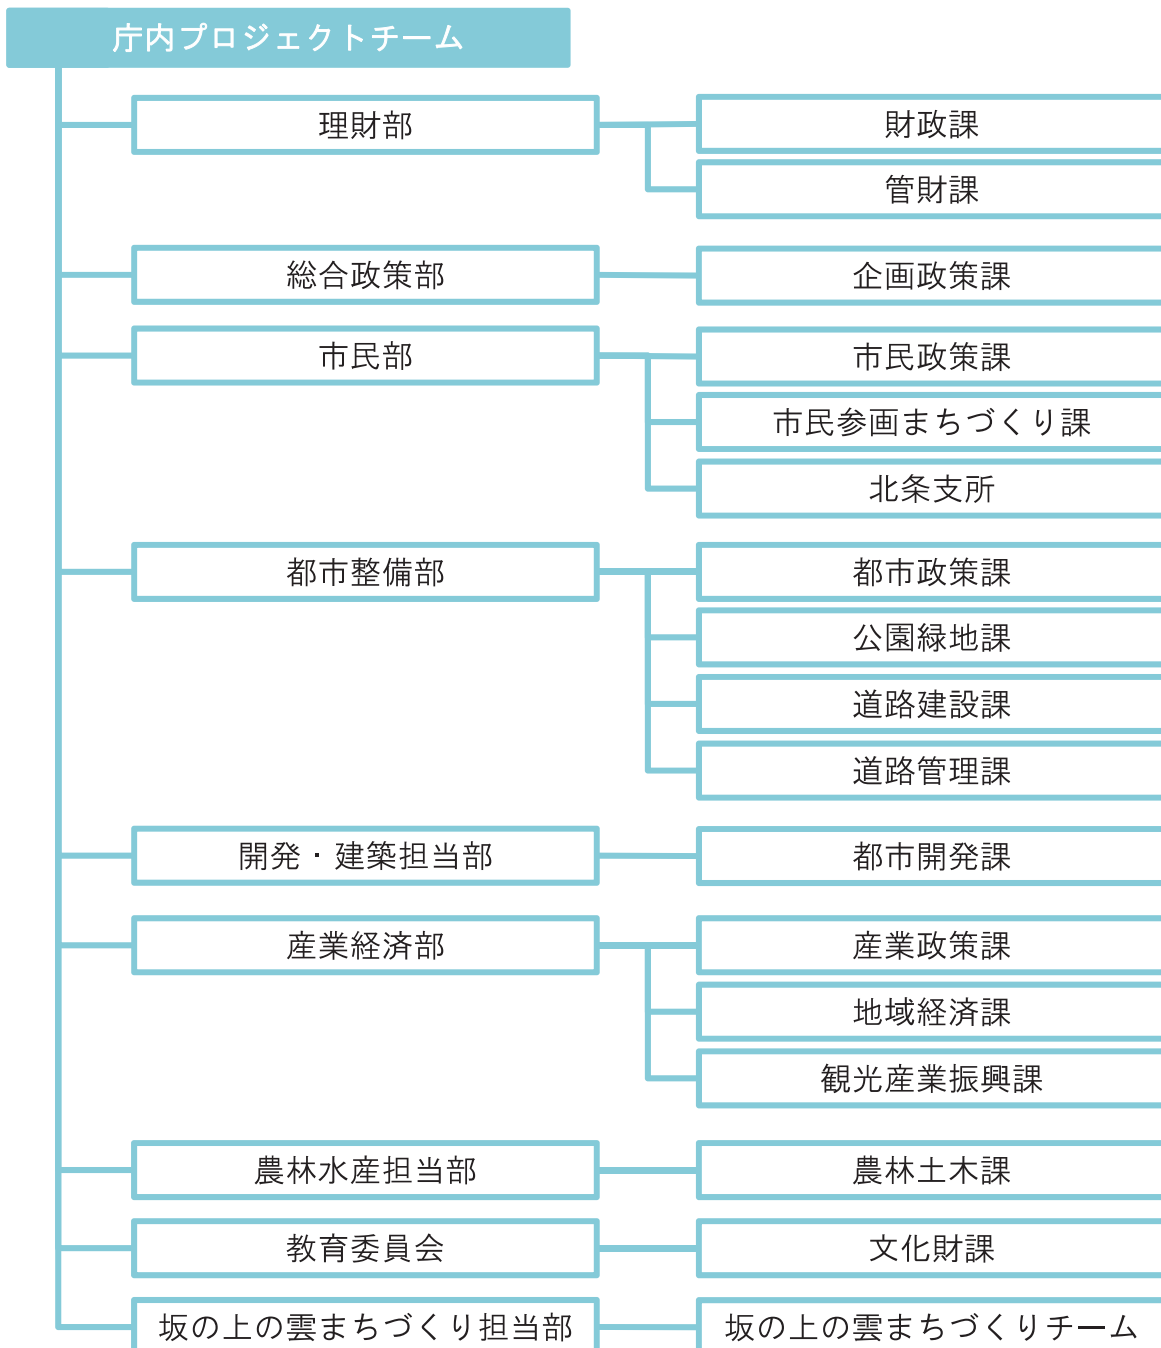 庁内プロジェクトチーム
理財部
財政課
管財課
総合政策部
企画政策課
市民部
市民政策課
市民参画まちづくり課
北条支所
都市整備部
都市政策課
公園緑地課
道路建設課
道路管理課
開発・建築担当部
都市開発課
産業経済部
産業政策課
地域経済課
観光産業振興課
農林水産担当部
農林土木課
教育委員会
文化財課
坂の上の雲まちづくり担当部
坂の上の雲まちづくりチーム